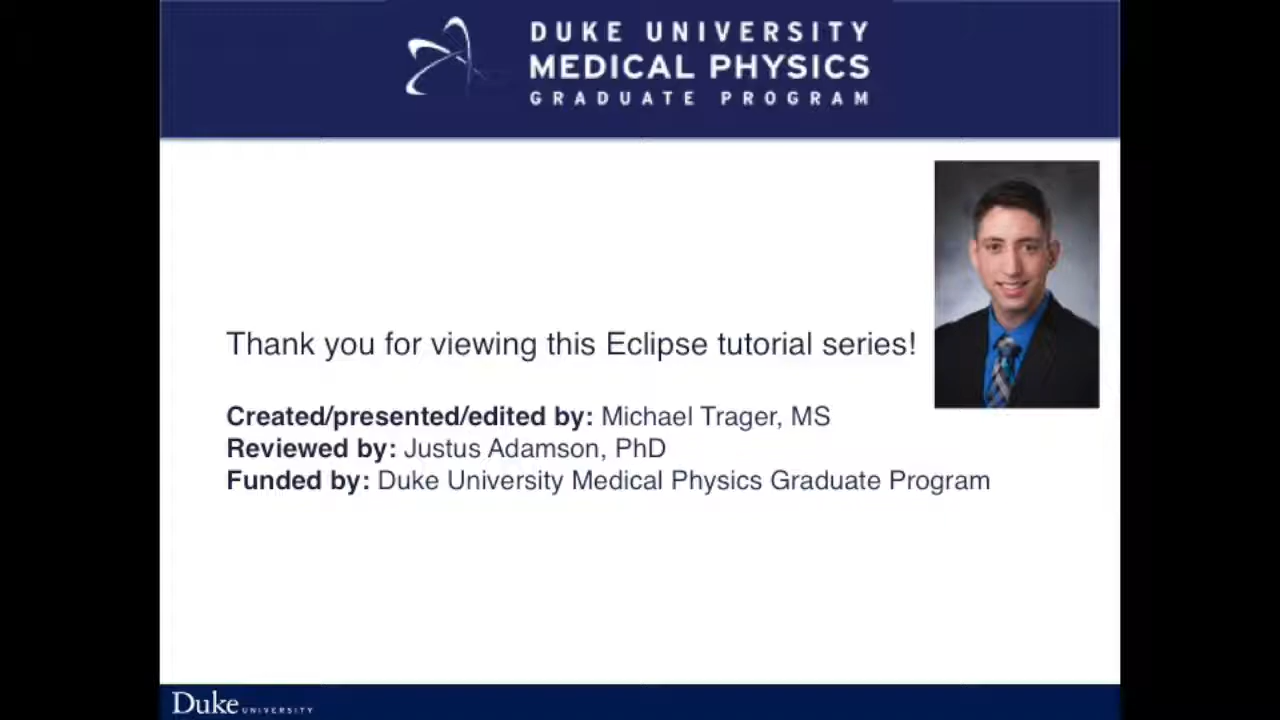 DUKE UNIVERSITY
MEDICAL PHYSICS
GRADUATE PROGRAM
Thank you for viewing this Eclipse tutorial series!
Created/presented/edited by: Michael Trager, MS
Reviewed by: Justus Adamson, PhD
Funded by: Duke University Medical Physics Graduate Program
Duke UNIVERSITY